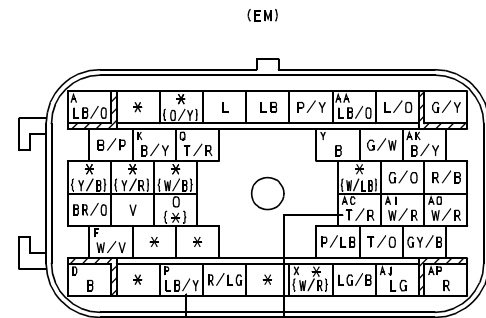 (EM)
A LB/O * * {O/Y} L LB P/Y AA LB/O L/O G/Y
B/P K B/Y Q T/R Y B G/W AK B/Y
* {Y/B} * {Y/R} * {W/B} * {W/LB} G/O R/B
BR/O V O {*} AC T/R AI W/R AO W/R
F W/V * * P/LB T/O GY/B
D B * P LB/Y R/LG * X * {W/R} LG/B AJ LG AP R